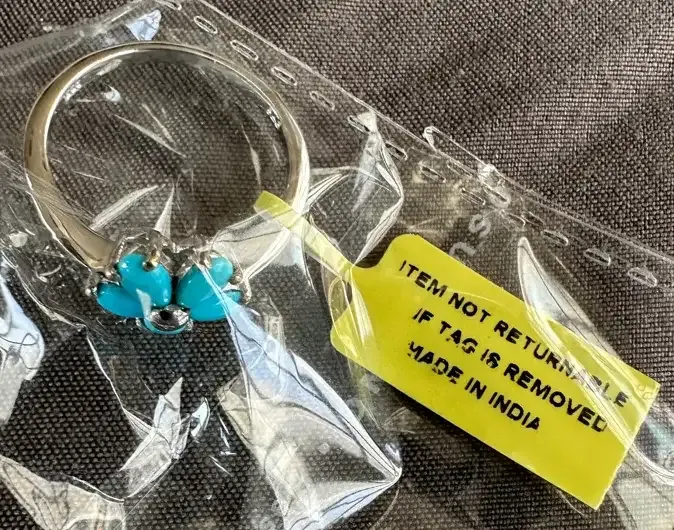 ITEM NOT RETURNABLE
IF TAG IS REMOVED
MADE IN INDIA